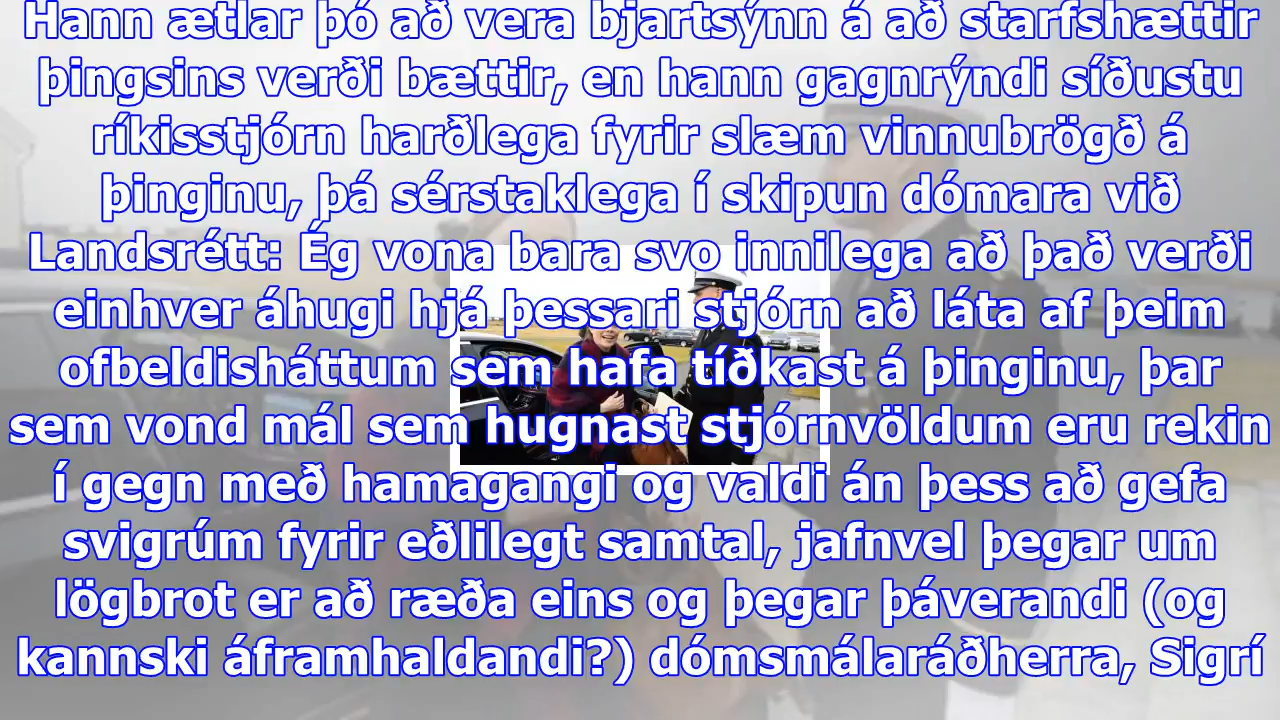 Hann ætlar þó að vera bjartsýnn á að starfshættir
þingsins verði bættir, en hann gagnrýndi síðustu
ríkisstjórn harðlega fyrir slæm vinnubrögð á
þinginu, þá sérstaklega í skipun dómara við
Landsrétt: Ég vona bara svo innilega að það verði
einhver áhugi hjá þessari stjórn að láta af þeim
ofbeldisháttum sem hafa tíðkast á þinginu, þar
sem vond mál sem hugnast stjórnvöldum eru rekin
í gegn með hamagangi og valdi án þess að gefa
svigrúm fyrir eðlilegt samtal, jafnvel þegar um
lögbrot er að ræða eins og þegar þáverandi (og
kannski áframhaldandi?) dómsmálaráðherra, Sigrí